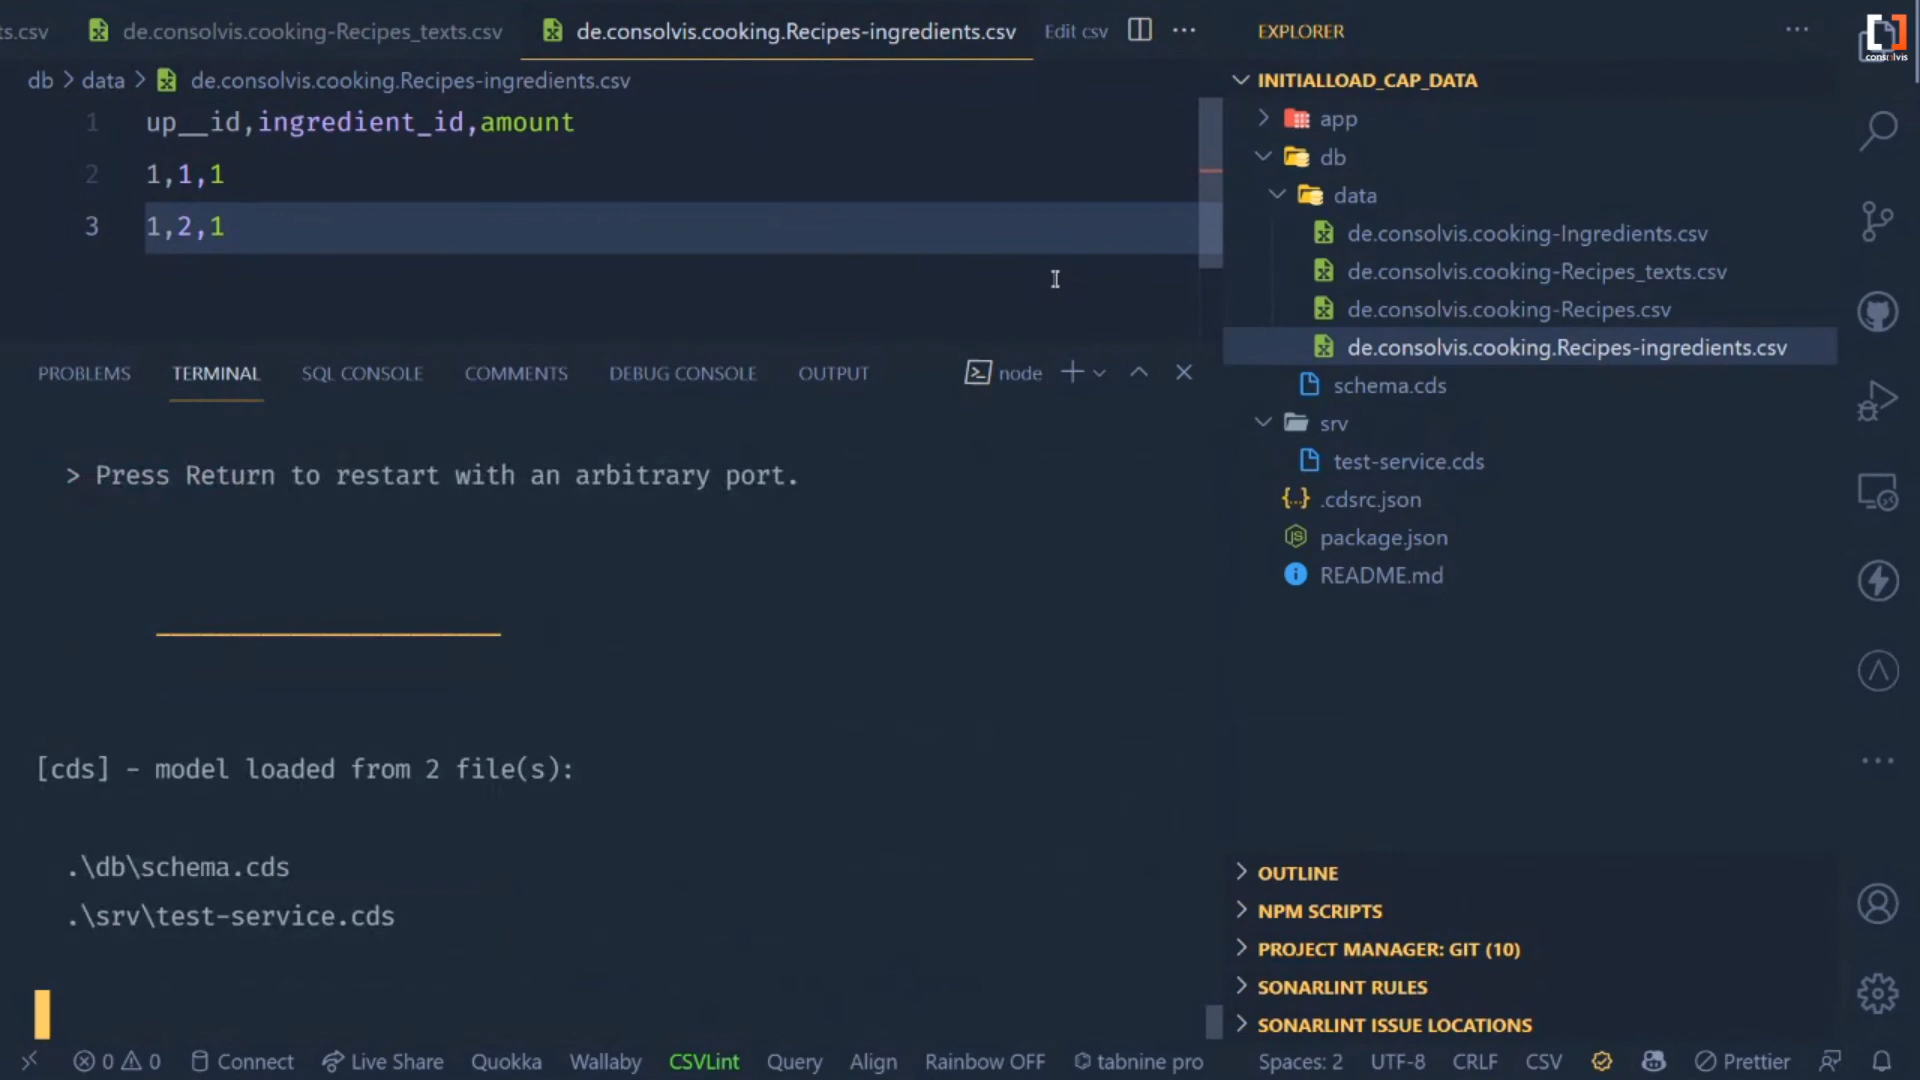 ts.csv
de.consolvis.cooking-Recipes_texts.csv
de.consolvis.cooking.Recipes-ingredients.csv
Edit csv
db > data > de.consolvis.cooking.Recipes-ingredients.csv
1 up__id,ingredient_id,amount
2 1,1,1
3 1,2,1
PROBLEMS
TERMINAL
SQL CONSOLE
COMMENTS
DEBUG CONSOLE
OUTPUT
node
> Press Return to restart with an arbitrary port.
[cds] - model loaded from 2 file(s):
.\db\schema.cds
.\srv\test-service.cds
EXPLORER
INITIALLOAD_CAP_DATA
app
db
data
de.consolvis.cooking-Ingredients.csv
de.consolvis.cooking-Recipes_texts.csv
de.consolvis.cooking-Recipes.csv
de.consolvis.cooking.Recipes-ingredients.csv
schema.cds
srv
test-service.cds
{..} .cdsrc.json
package.json
README.md
OUTLINE
NPM SCRIPTS
PROJECT MANAGER: GIT (10)
SONARLINT RULES
SONARLINT ISSUE LOCATIONS
consolvis
0 0
Connect
Live Share
Quokka
Wallaby
CSVLint
Query
Align
Rainbow OFF
tabnine pro
Spaces: 2
UTF-8
CRLF
CSV
Prettier